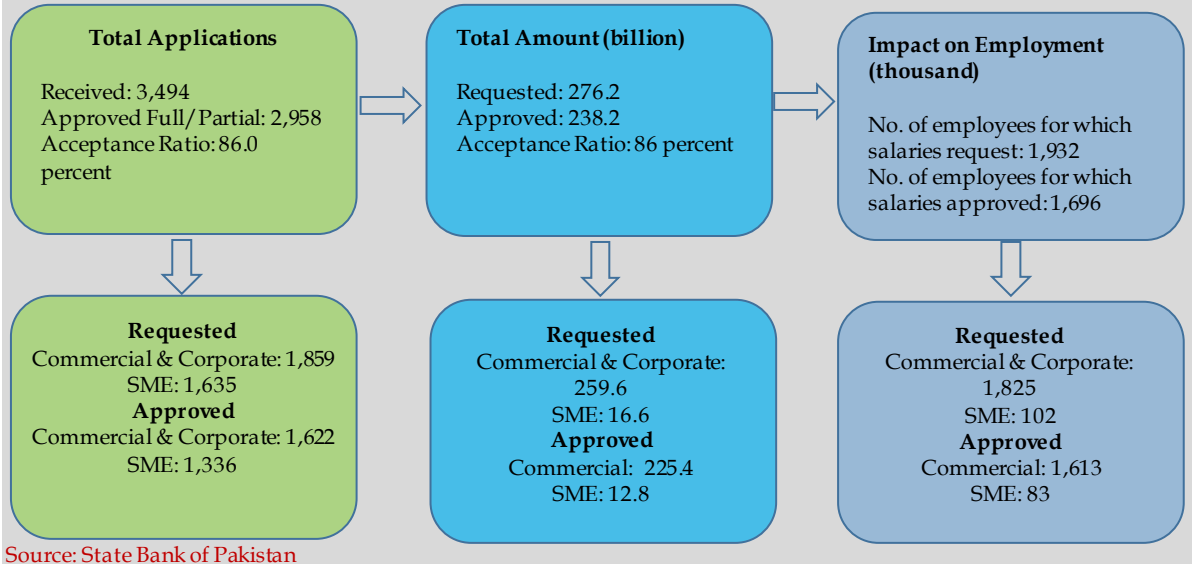 Total Applications
Received: 3,494
Approved Full/Partial: 2,958
Acceptance Ratio: 86.0
percent
Total Amount (billion)
Requested: 276.2
Approved: 238.2
Acceptance Ratio: 86 percent
Impact on Employment
(thousand)
No. of employees for which
salaries request: 1,932
No. of employees for which
salaries approved: 1,696
Requested
Commercial & Corporate: 1,859
SME: 1,635
Approved
Commercial & Corporate: 1,622
SME: 1,336
Requested
Commercial & Corporate:
259.6
SME: 16.6
Approved
Commercial: 225.4
SME: 12.8
Requested
Commercial & Corporate:
1,825
SME: 102
Approved
Commercial: 1,613
SME: 83
Source: State Bank of Pakistan